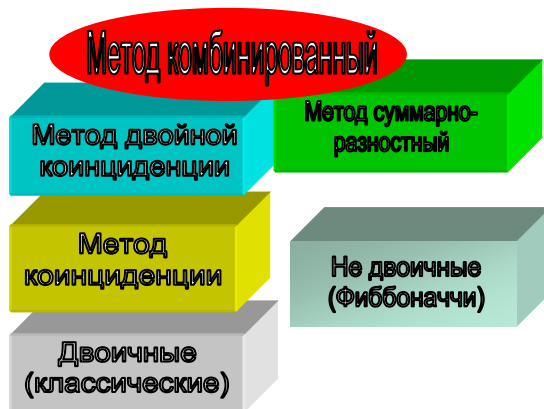 Метод комбинированный
Метод суммарно-
разностный
Метод двойной
коинциденции
Метод
коинциденции
Не двоичные
(Фиббоначчи)
Двоичные
(классические)